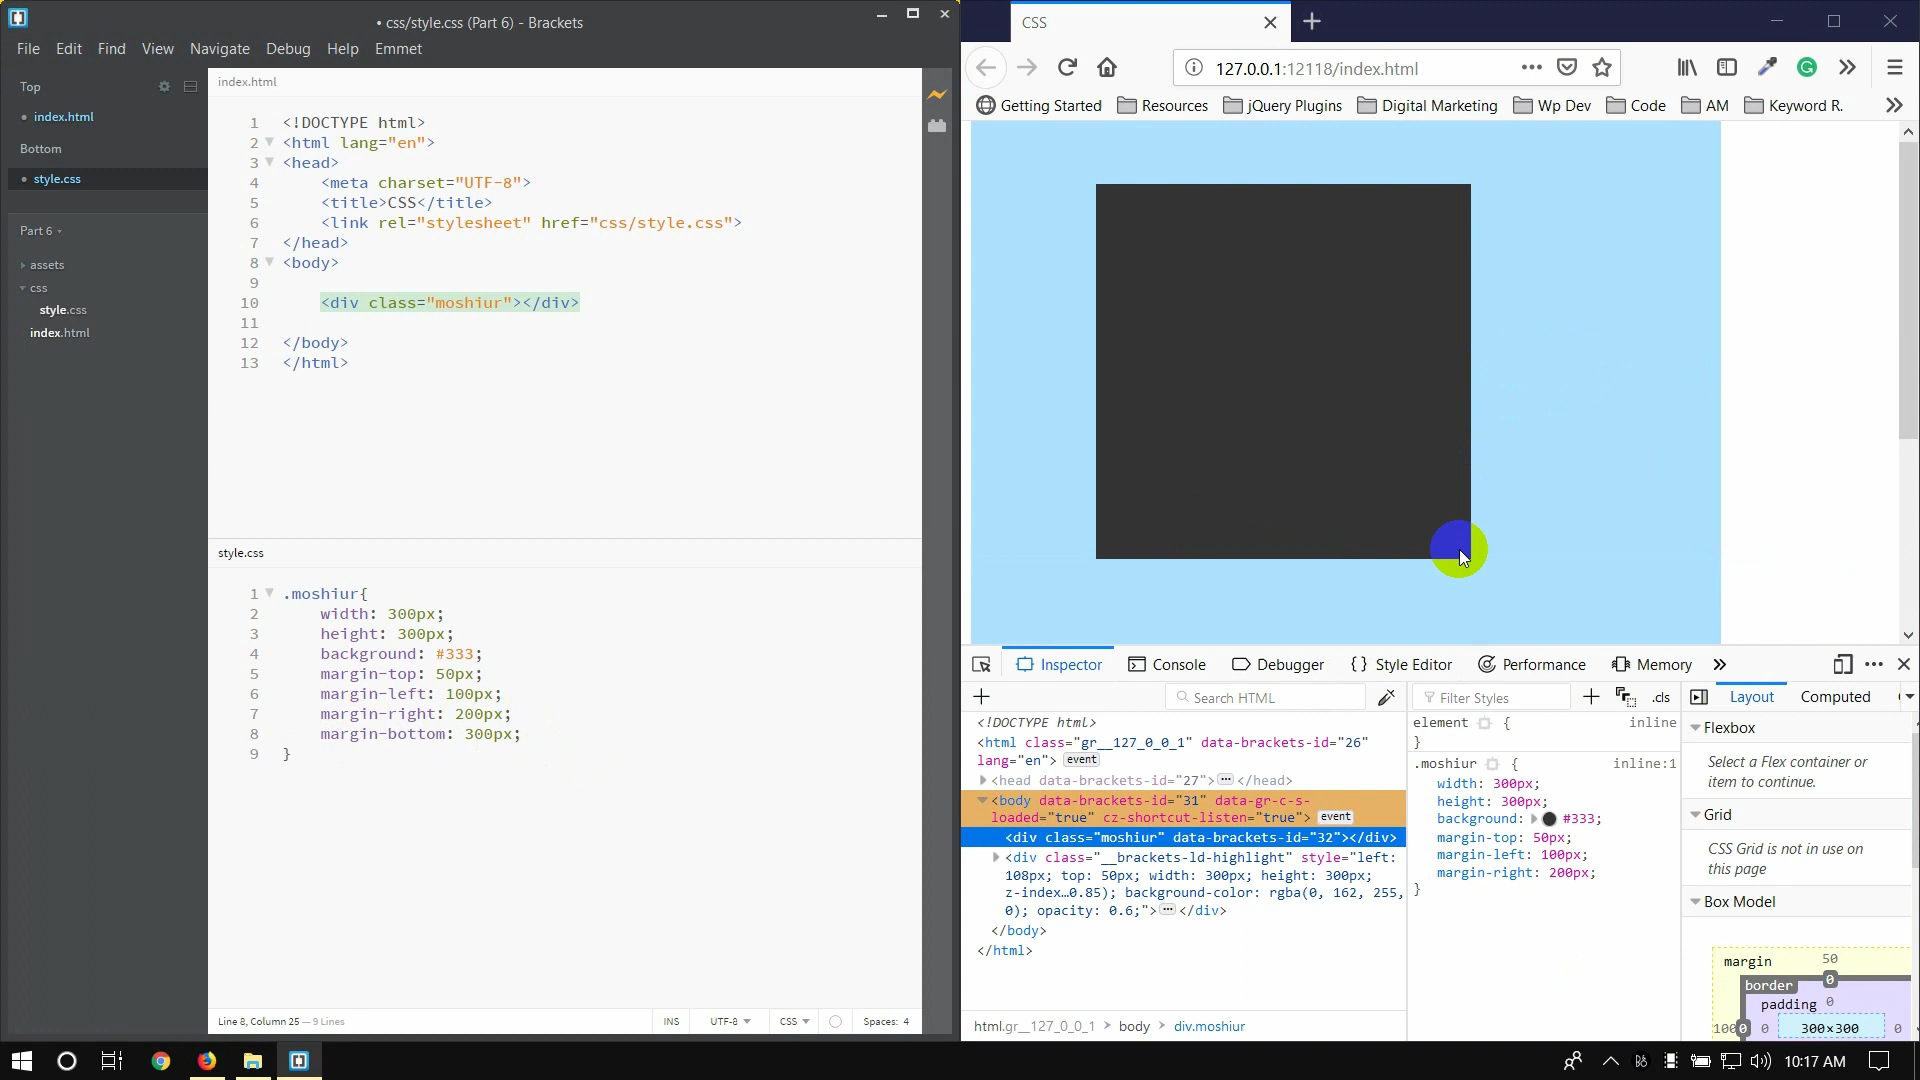 • css/style.css (Part 6) - Brackets
File Edit Find View Navigate Debug Help Emmet
Top
• index.html
Bottom
• style.css
Part 6
assets
css
style.css
index.html
index.html
1 <!DOCTYPE html>
2 <html lang="en">
3 <head>
4 <meta charset="UTF-8">
5 <title>CSS</title>
6 <link rel="stylesheet" href="css/style.css">
7 </head>
8 <body>
9
10 <div class="moshiur"></div>
11
12 </body>
13 </html>
style.css
1 .moshiur{
2 width: 300px;
3 height: 300px;
4 background: #333;
5 margin-top: 50px;
6 margin-left: 100px;
7 margin-right: 200px;
8 margin-bottom: 300px;
9 }
Line 8, Column 25 — 9 Lines
INS UTF-8 CSS Spaces: 4
CSS
127.0.0.1:12118/index.html
Getting Started Resources jQuery Plugins Digital Marketing Wp Dev Code AM Keyword R.
Inspector Console Debugger {} Style Editor Performance Memory
Search HTML
<!DOCTYPE html>
<html class="gr__127_0_0_1" data-brackets-id="26"
lang="en"> event
<head data-brackets-id="27">…</head>
<body data-brackets-id="31" data-gr-c-s-
loaded="true" cz-shortcut-listen="true"> event
<div class="moshiur" data-brackets-id="32"></div>
<div class="__brackets-ld-highlight" style="left:
108px; top: 50px; width: 300px; height: 300px;
z-index…0.85); background-color: rgba(0, 162, 255,
0); opacity: 0.6;">…</div>
</body>
</html>
html.gr__127_0_0_1 > body > div.moshiur
Filter Styles
.cls
element { inline
}
.moshiur { inline:1
width: 300px;
height: 300px;
background: #333;
margin-top: 50px;
margin-left: 100px;
margin-right: 200px;
}
Layout Computed
Flexbox
Select a Flex container or
item to continue.
Grid
CSS Grid is not in use on
this page
Box Model
margin 50
border 0
padding 0
100 0 0 300×300 0
10:17 AM